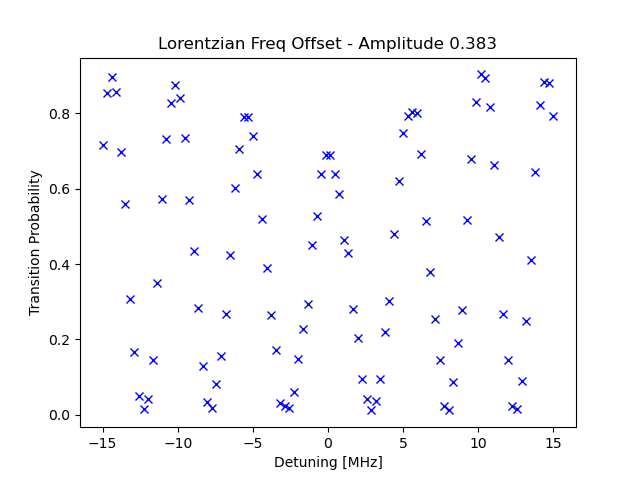 Lorentzian Freq Offset - Amplitude 0.383
Transition Probability
0.8
0.6
0.4
0.2
0.0
−15 −10 −5 0 5 10 15
Detuning [MHz]